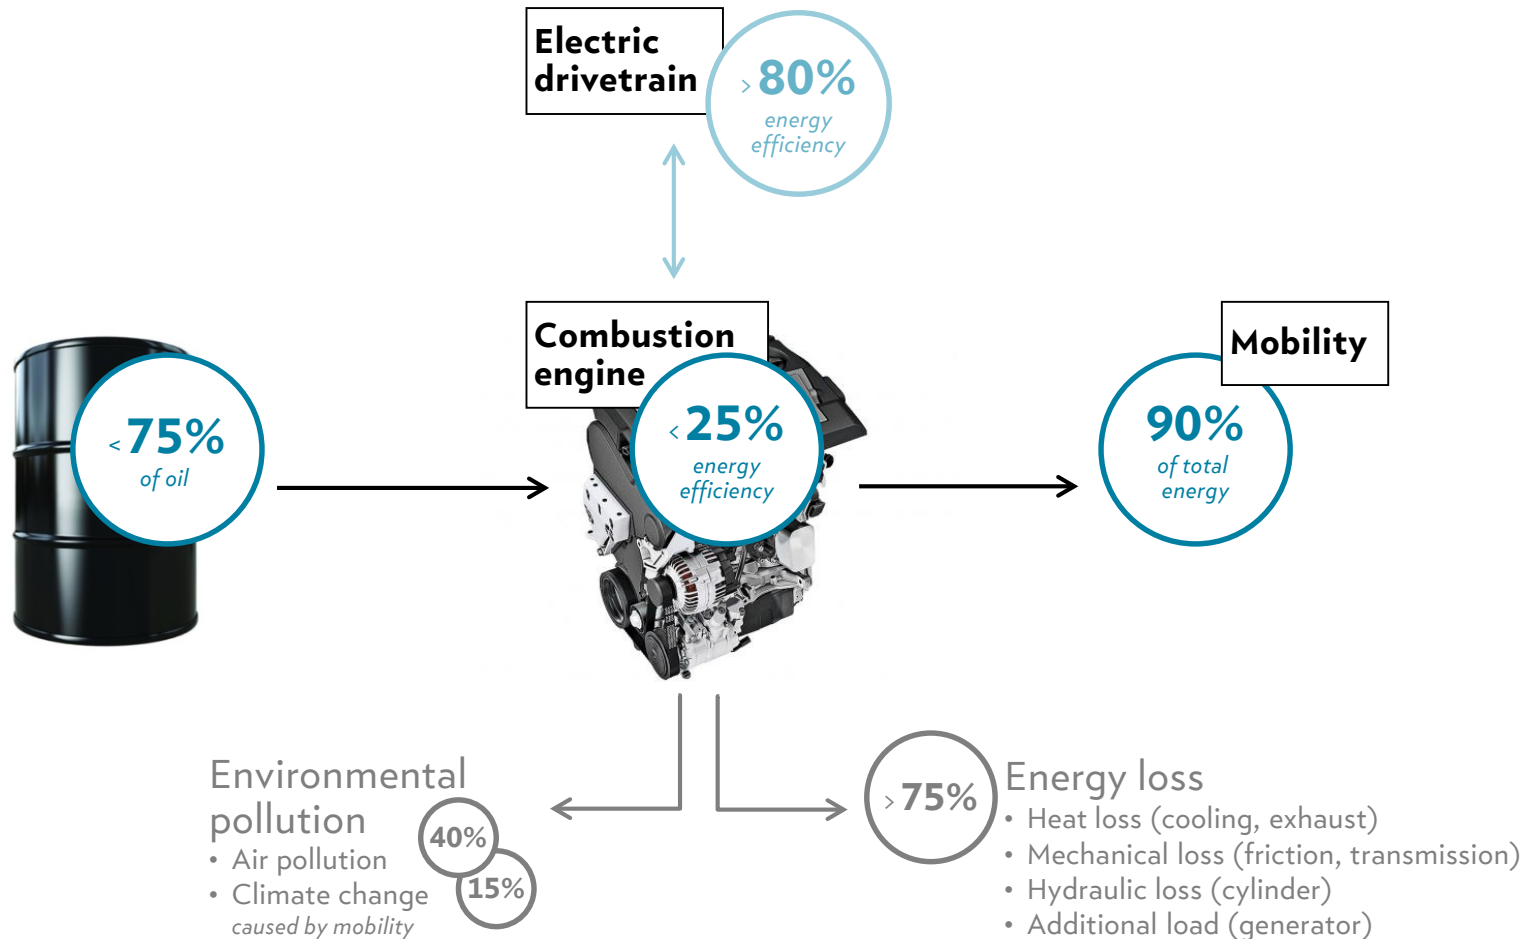 Electric
drivetrain
> 80%
energy
efficiency
Combustion
engine
Mobility
< 75%
of oil
< 25%
energy
efficiency
90%
of total
energy
Environmental
pollution
• Air pollution
• Climate change
caused by mobility
40%
15%
> 75%
Energy loss
• Heat loss (cooling, exhaust)
• Mechanical loss (friction, transmission)
• Hydraulic loss (cylinder)
• Additional load (generator)